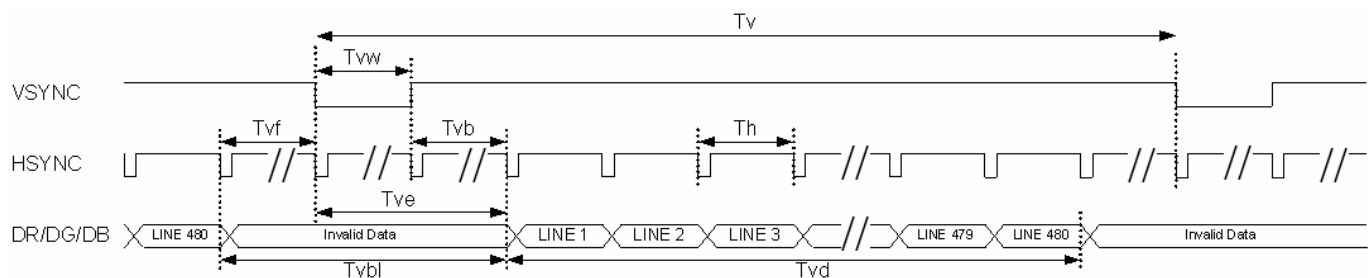 Tv
Tvw
VSYNC
Tvf
Tvb
Th
HSYNC
Tve
DR/DG/DB
LINE 480
Invalid Data
LINE 1
LINE 2
LINE 3
LINE 479
LINE 480
Invalid Data
Tvbl
Tvd